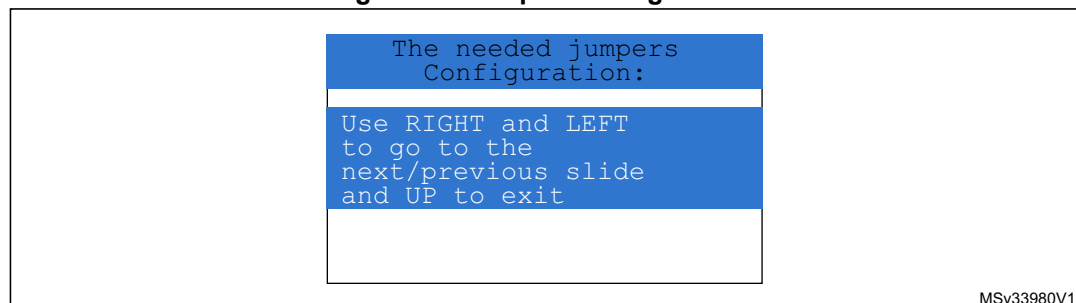 The needed jumpers
Configuration:
Use RIGHT and LEFT
to go to the
next/previous slide
and UP to exit
MSv33980V1